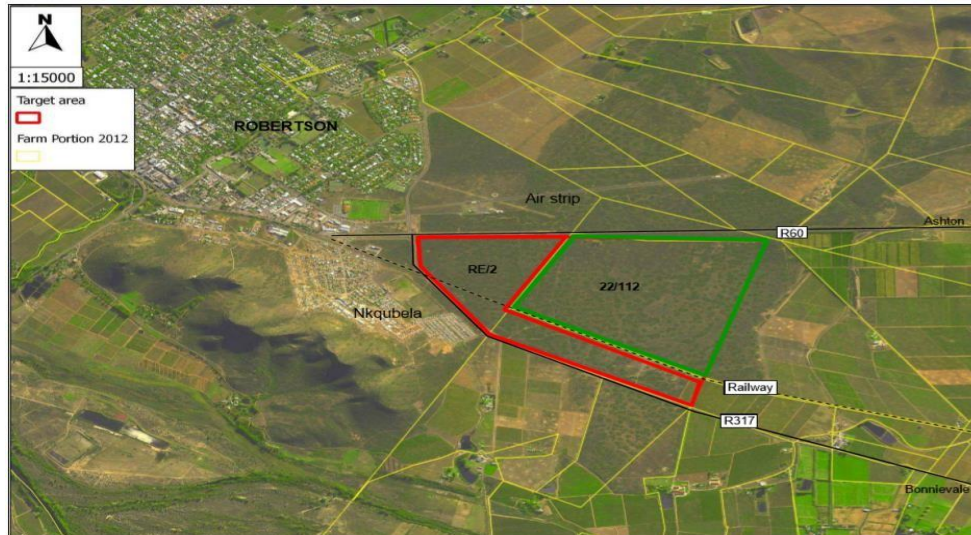 N
1:15000
Target area
Farm Portion 2012
ROBERTSON
Air strip
Ashton
R60
RE/2
22/112
Nkqubela
Railway
R317
Bonnievale